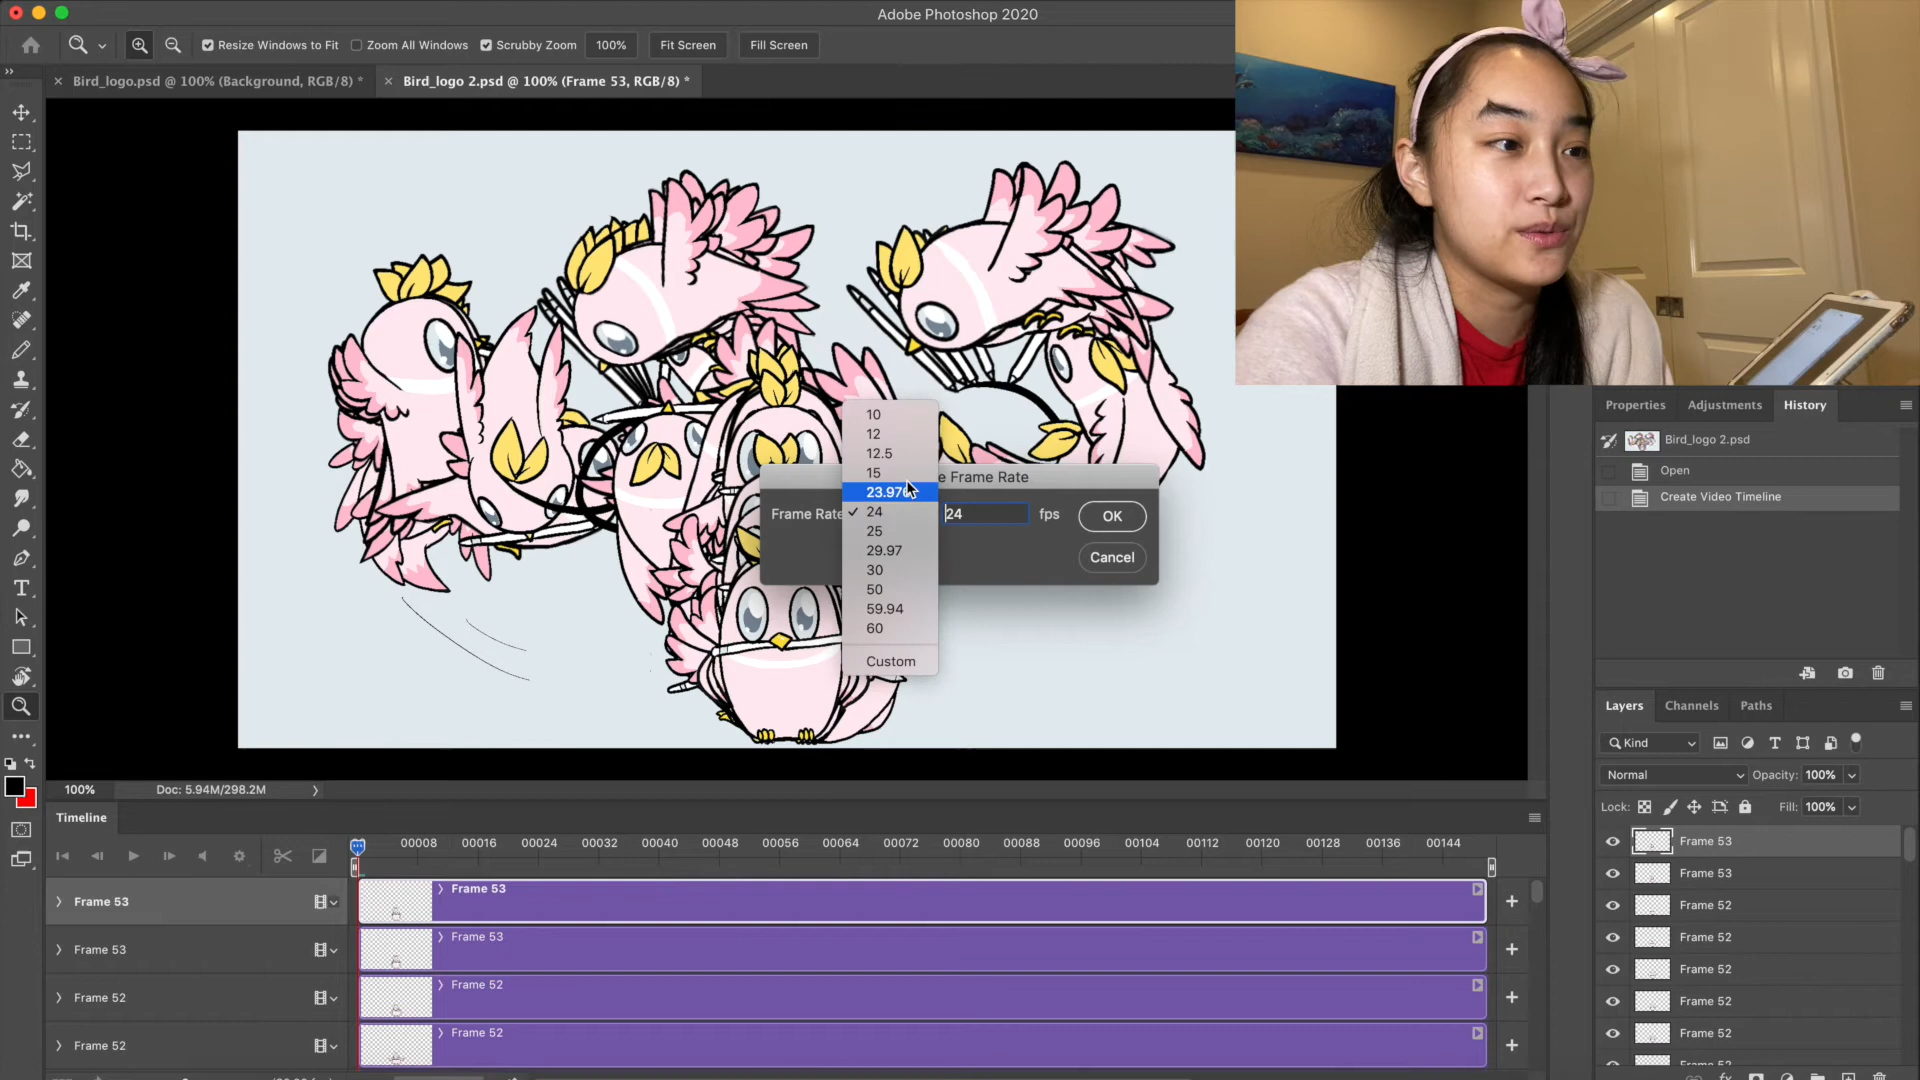 Adobe Photoshop 2020
Resize Windows to Fit
Zoom All Windows
Scrubby Zoom
100%
Fit Screen
Fill Screen
Bird_logo.psd @ 100% (Background, RGB/8) *
Bird_logo 2.psd @ 100% (Frame 53, RGB/8) *
10
12
12.5
15
23.976
24
25
29.97
30
50
59.94
60
Custom
e Frame Rate
Frame Rate
24
fps
OK
Cancel
Properties
Adjustments
History
Bird_logo 2.psd
Open
Create Video Timeline
Layers
Channels
Paths
Kind
Normal
Opacity: 100%
Lock:
Fill: 100%
Frame 53
Frame 53
Frame 52
Frame 52
Frame 52
Frame 52
Frame 52
100%
Doc: 5.94M/298.2M
Timeline
00008 00016 00024 00032 00040 00048 00056 00064 00072 00080 00088 00096 00104 00112 00120 00128 00136 00144
Frame 53
Frame 53
Frame 53
Frame 53
Frame 52
Frame 52
Frame 52
Frame 52